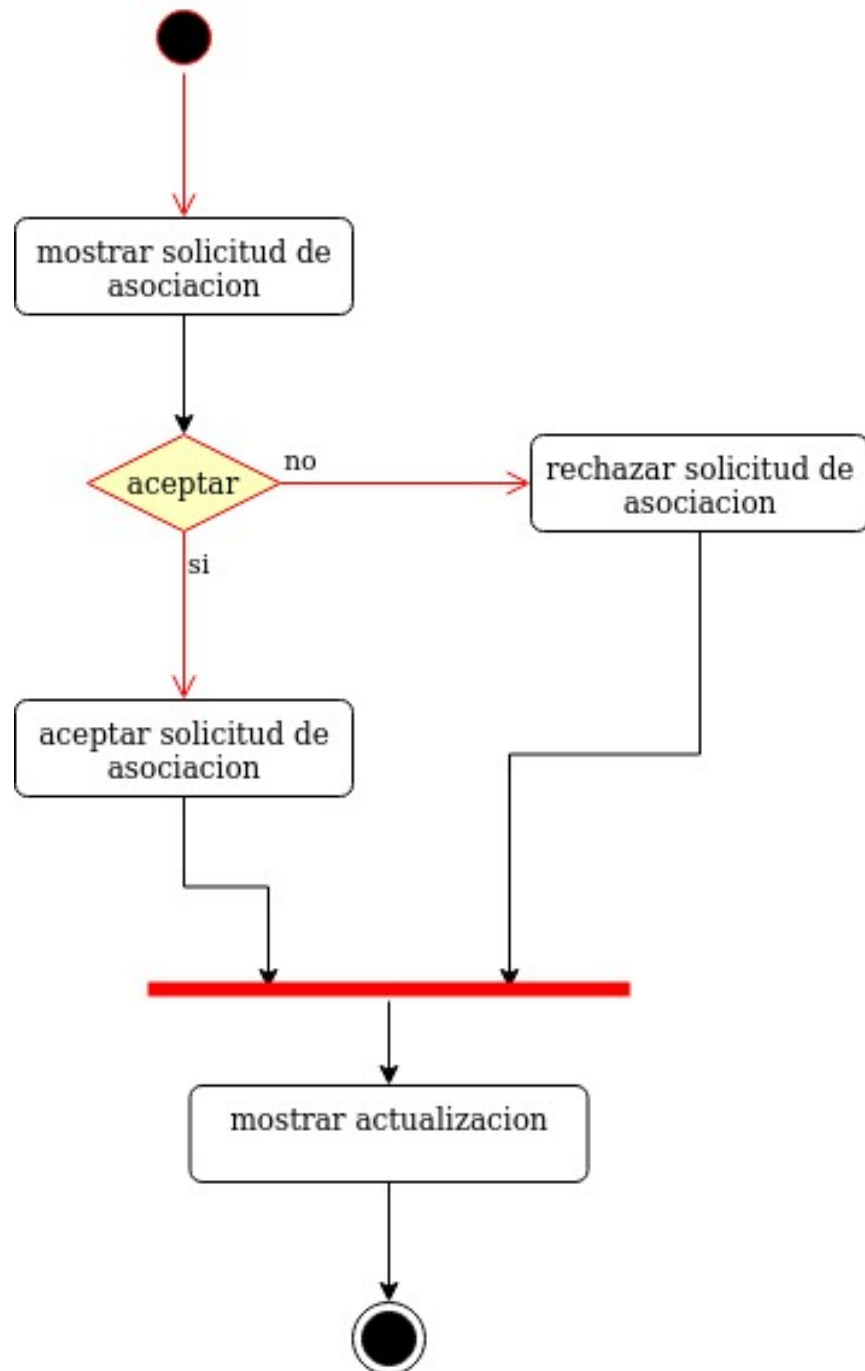 mostrar solicitud de
asociacion
aceptar
no
rechazar solicitud de
asociacion
si
aceptar solicitud de
asociacion
mostrar actualizacion